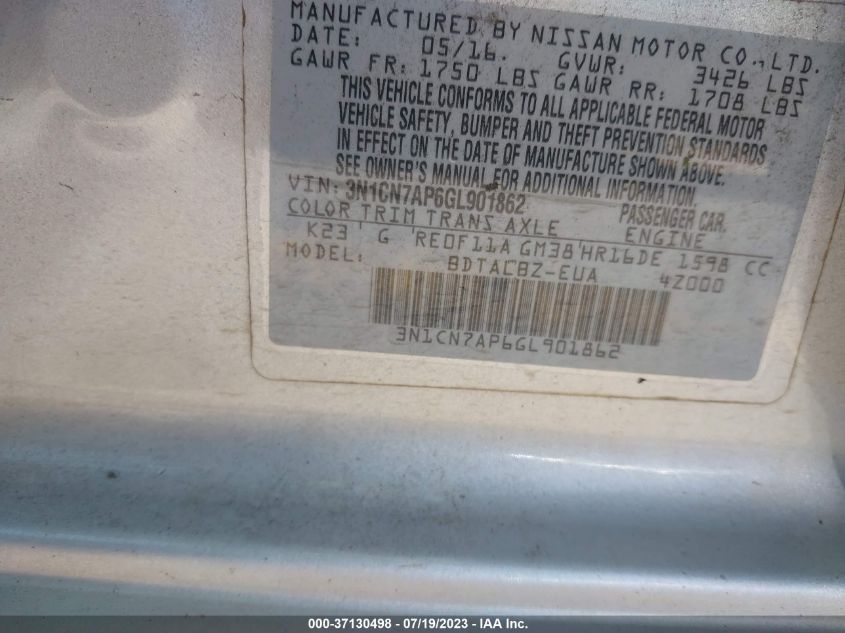 MANUFACTURED BY NISSAN MOTOR CO., LTD.
DATE: 05/16. GVWR: 3426 LBS
GAWR FR: 1750 LBS GAWR RR: 1708 LBS
THIS VEHICLE CONFORMS TO ALL APPLICABLE FEDERAL MOTOR
VEHICLE SAFETY, BUMPER AND THEFT PREVENTION STANDARDS
IN EFFECT ON THE DATE OF MANUFACTURE SHOWN ABOVE.
SEE OWNER'S MANUAL FOR ADDITIONAL INFORMATION.
VIN: 3N1CN7AP6GL901862 PASSENGER CAR.
COLOR TRIM TRANS AXLE ENGINE
K23 G REOF11A GM38 HR16DE 1598 CC
MODEL: BDTALBZ-EUA 4Z000
3N1CN7AP6GL901862
000-37130498 - 07/19/2023 - IAA Inc.